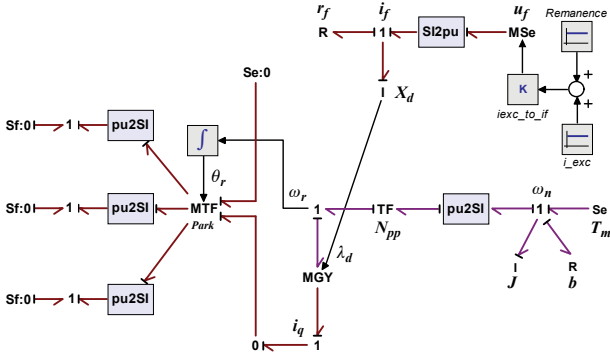 r_f i_f u_f Remanence
R 1 SI2pu MSe
Se:0
K +
Sf:0 1 pu2SI
I X_d
iexc_to_if +
∫
i_exc
θ_r
ω_r ω_n
Sf:0 1 pu2SI MTF 1 TF pu2SI 1 Se
Park N_pp T_m
λ_d
MGY I R
J b
Sf:0 1 pu2SI
i_q
0 1